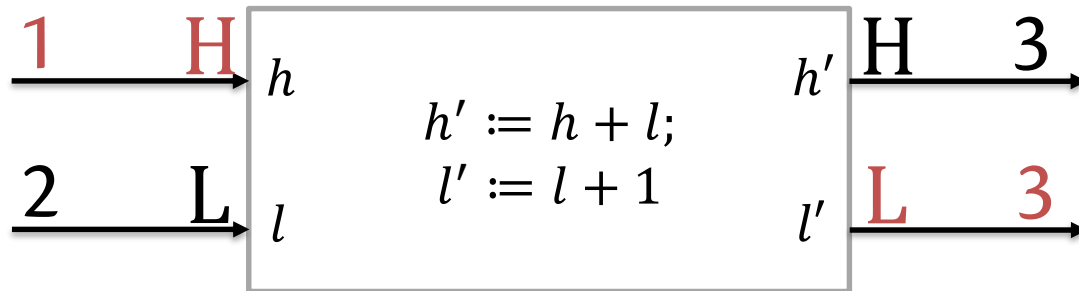 1 H H 3
h h′
h′ ≔ h + l;
2 L l′ ≔ l + 1 L 3
l l′